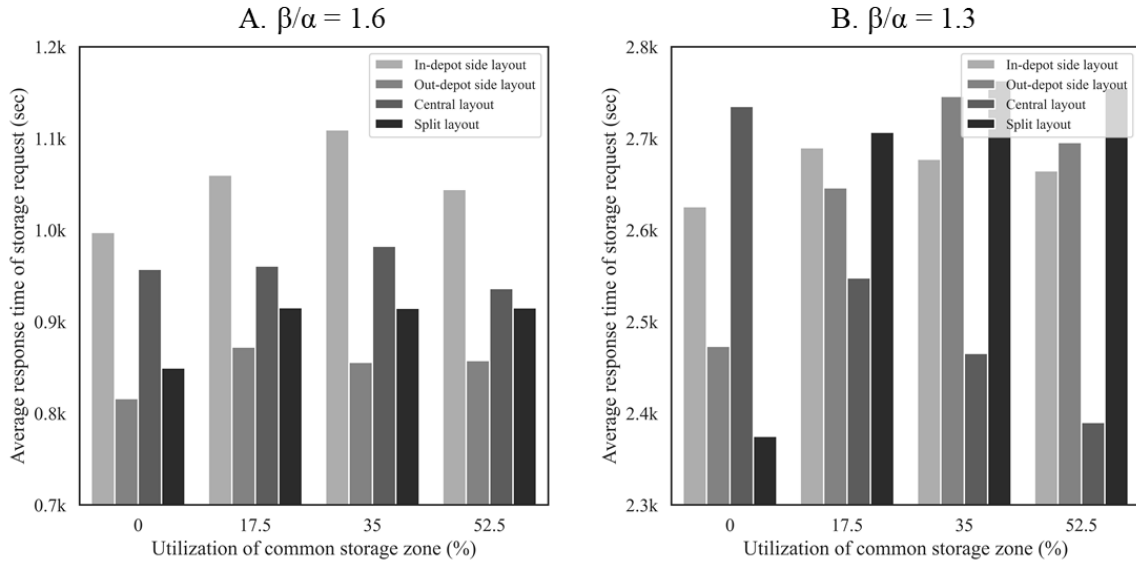 A. β/α = 1.6
Average response time of storage request (sec)
1.2k
1.1k
1.0k
0.9k
0.8k
0.7k
In-depot side layout
Out-depot side layout
Central layout
Split layout
0 17.5 35 52.5
Utilization of common storage zone (%)
B. β/α = 1.3
Average response time of storage request (sec)
2.8k
2.7k
2.6k
2.5k
2.4k
2.3k
In-depot side layout
Out-depot side layout
Central layout
Split layout
0 17.5 35 52.5
Utilization of common storage zone (%)